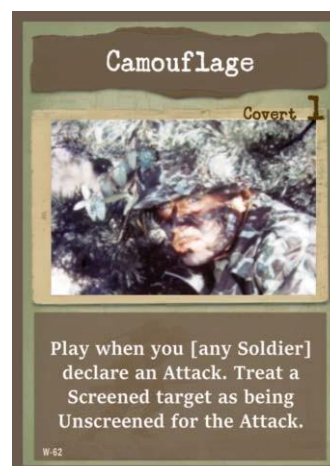 Camouflage
Covert 1
Play when you [any Soldier]
declare an Attack. Treat a
Screened target as being
Unscreened for the Attack.
W-62